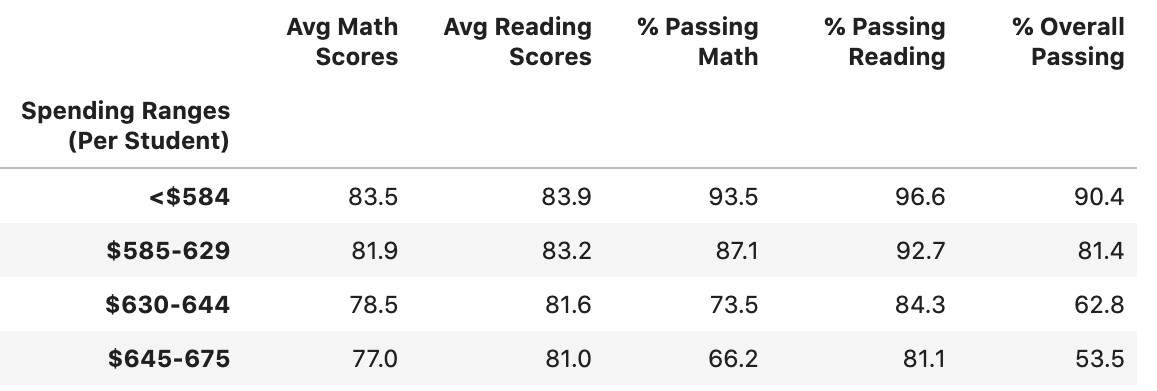 Avg Math Avg Reading % Passing % Passing % Overall
Scores Scores Math Reading Passing
Spending Ranges
(Per Student)
<$584 83.5 83.9 93.5 96.6 90.4
$585-629 81.9 83.2 87.1 92.7 81.4
$630-644 78.5 81.6 73.5 84.3 62.8
$645-675 77.0 81.0 66.2 81.1 53.5